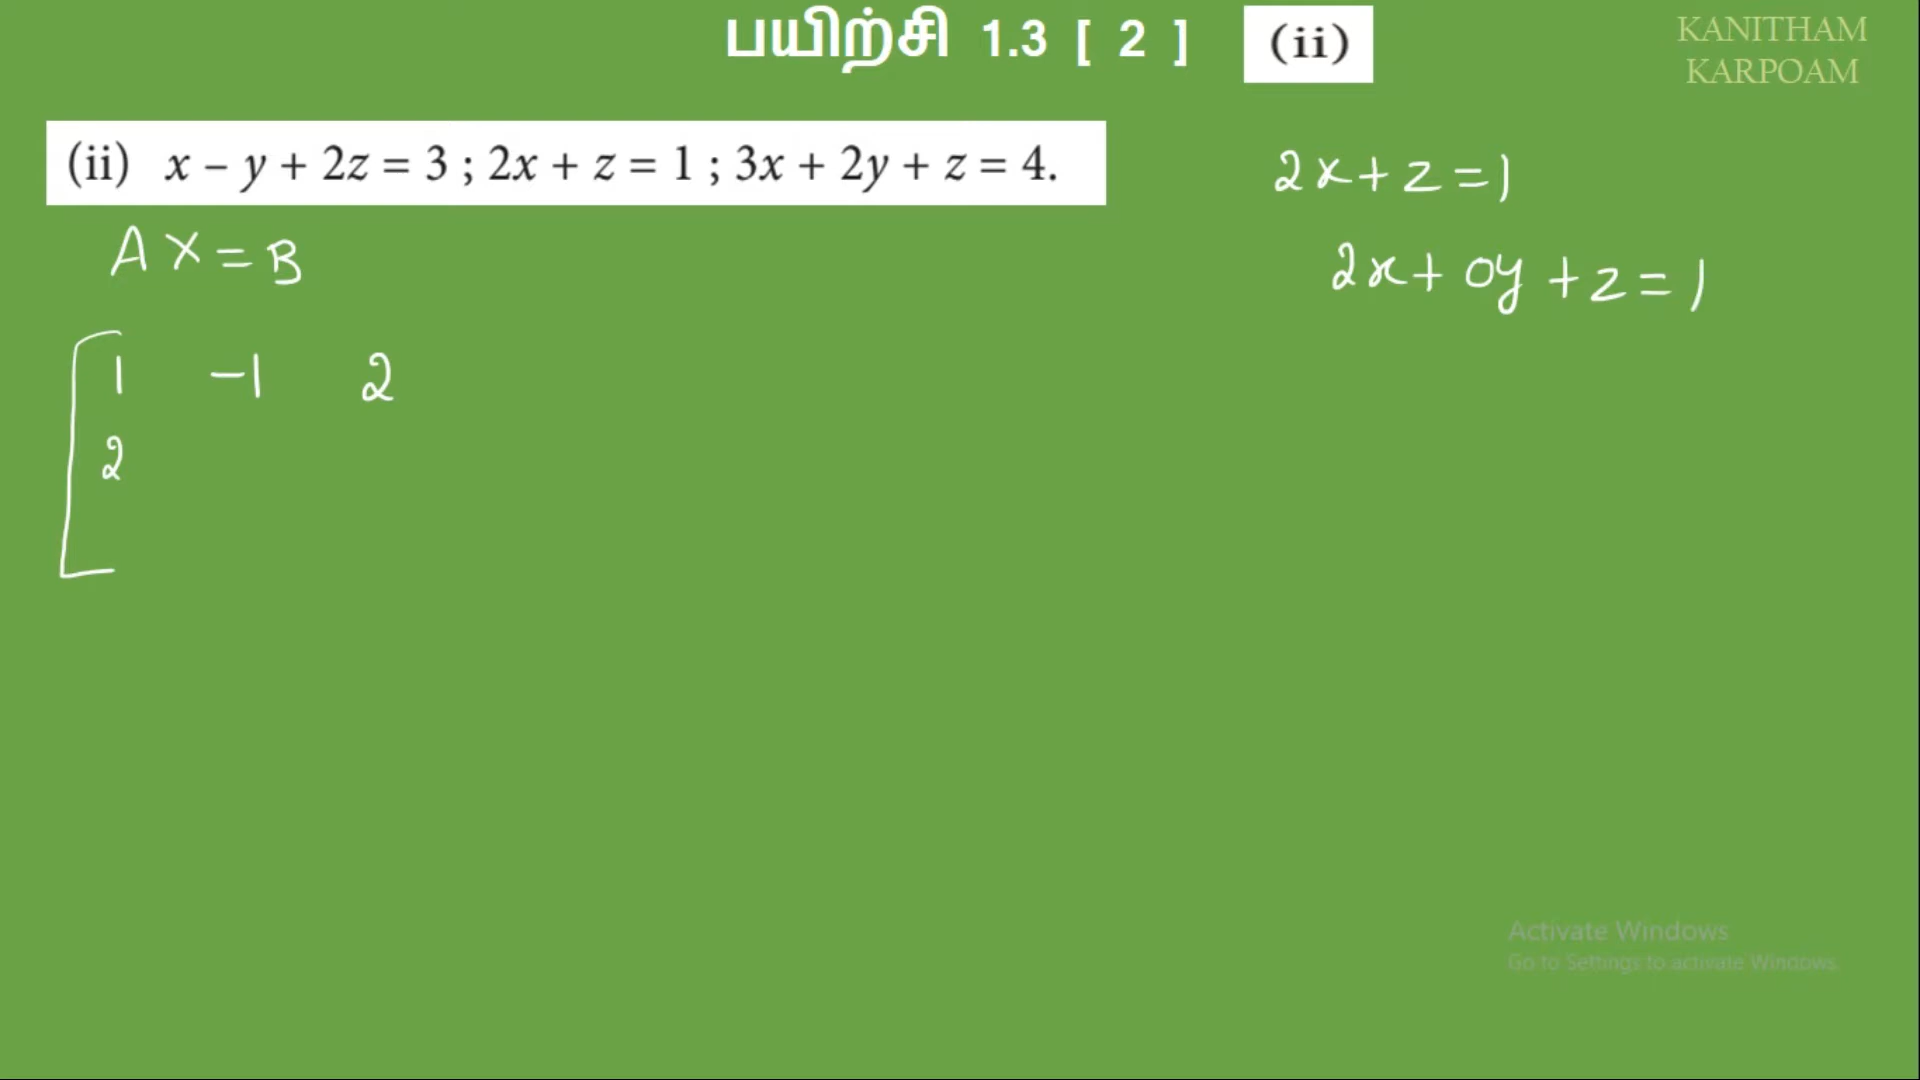 பயிற்சி 1.3 [ 2 ] (ii)
KANITHAM
KARPOAM
(ii) x – y + 2z = 3 ; 2x + z = 1 ; 3x + 2y + z = 4.
2x + z = 1
AX = B
2x + 0y + z = 1
1 -1 2
2
Activate Windows
Go to Settings to activate Windows.